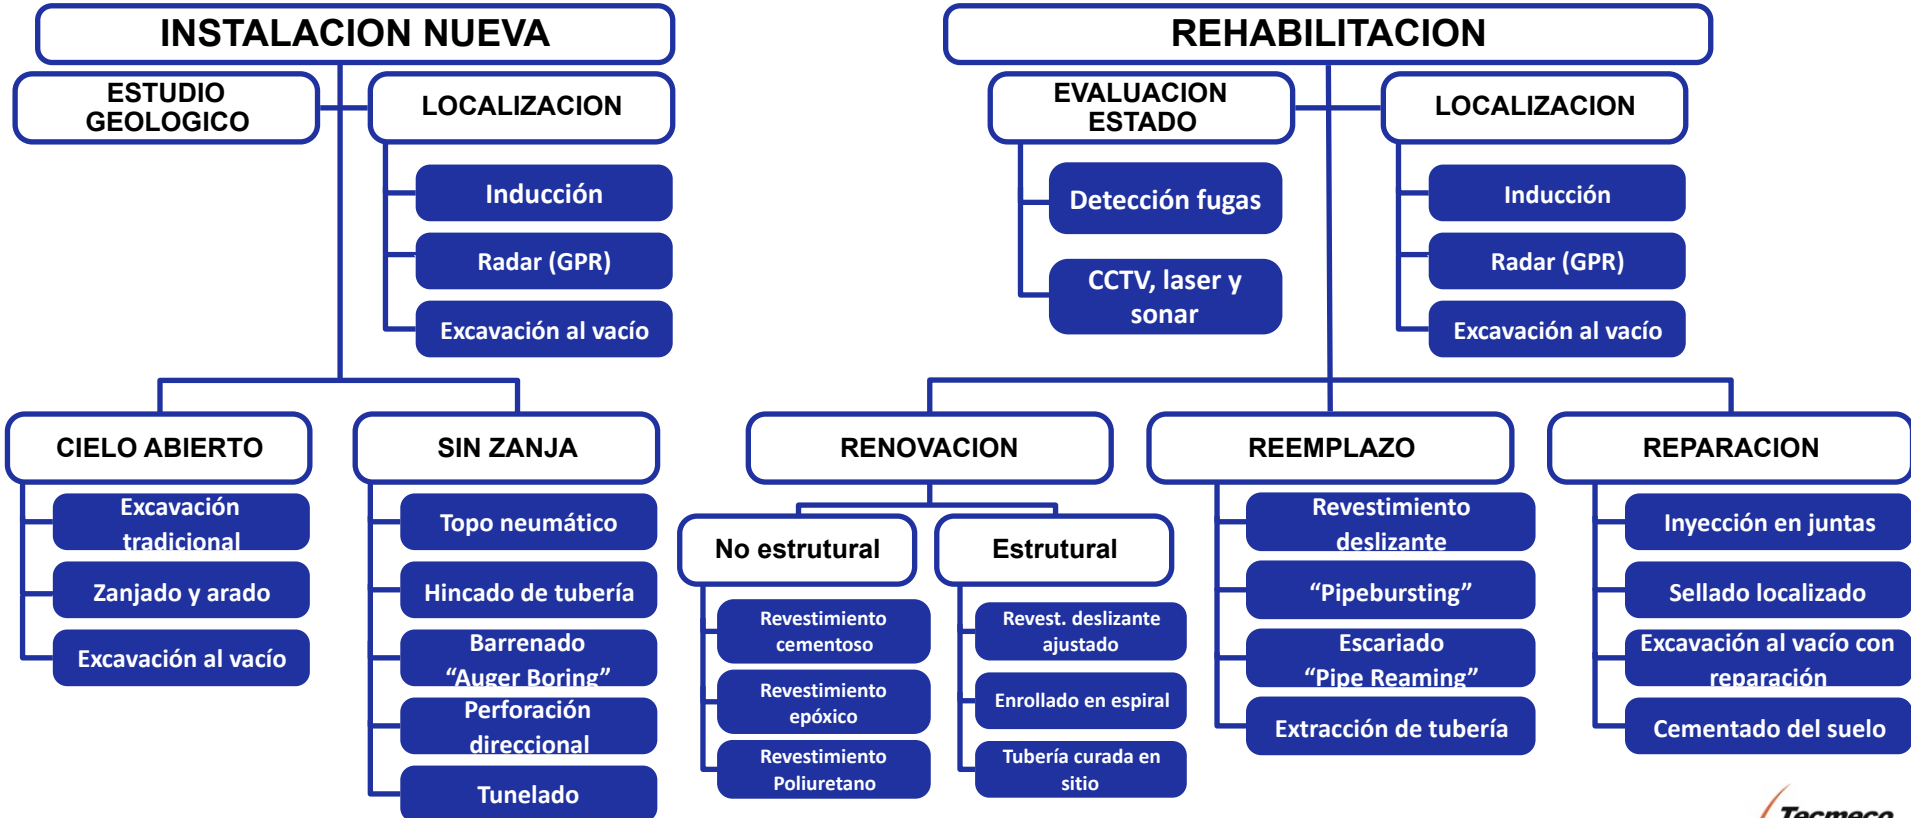 INSTALACION NUEVA
ESTUDIO
GEOLOGICO
LOCALIZACION
Inducción
Radar (GPR)
Excavación al vacío
CIELO ABIERTO
Excavación
tradicional
Zanjado y arado
Excavación al vacío
SIN ZANJA
Topo neumático
Hincado de tubería
Barrenado
“Auger Boring”
Perforación
direccional
Tunelado
REHABILITACION
EVALUACION
ESTADO
Detección fugas
CCTV, laser y
sonar
LOCALIZACION
Inducción
Radar (GPR)
Excavación al vacío
RENOVACION
No estrutural
Revestimiento
cementoso
Revestimiento
epóxico
Revestimiento
Poliuretano
Estrutural
Revest. deslizante
ajustado
Enrollado en espiral
Tubería curada en
sitio
REEMPLAZO
Revestimiento
deslizante
“Pipebursting”
Escariado
“Pipe Reaming”
Extracción de tubería
REPARACION
Inyección en juntas
Sellado localizado
Excavación al vacío con
reparación
Cementado del suelo
Tecmeco